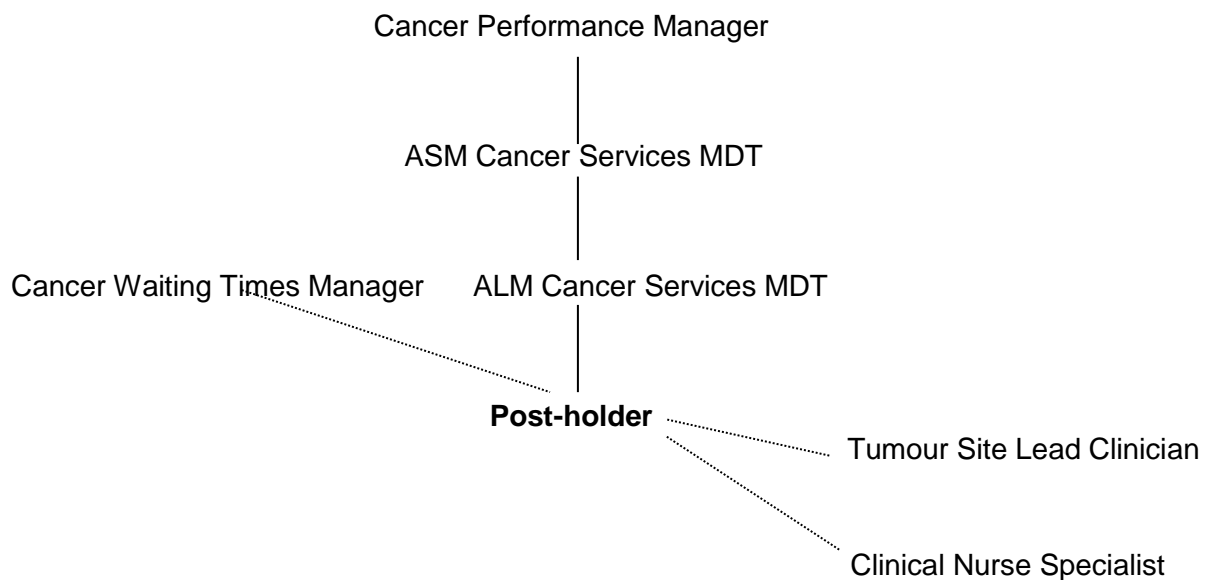 Cancer Performance Manager
ASM Cancer Services MDT
Cancer Waiting Times Manager
ALM Cancer Services MDT
Post-holder
Tumour Site Lead Clinician
Clinical Nurse Specialist